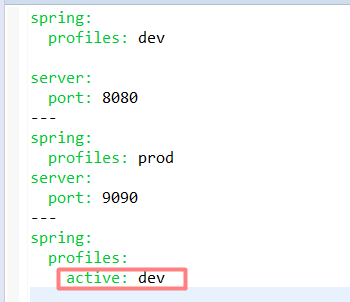 spring:
  profiles: dev

server:
  port: 8080
---
spring:
  profiles: prod
server:
  port: 9090
---
spring:
  profiles:
    active: dev